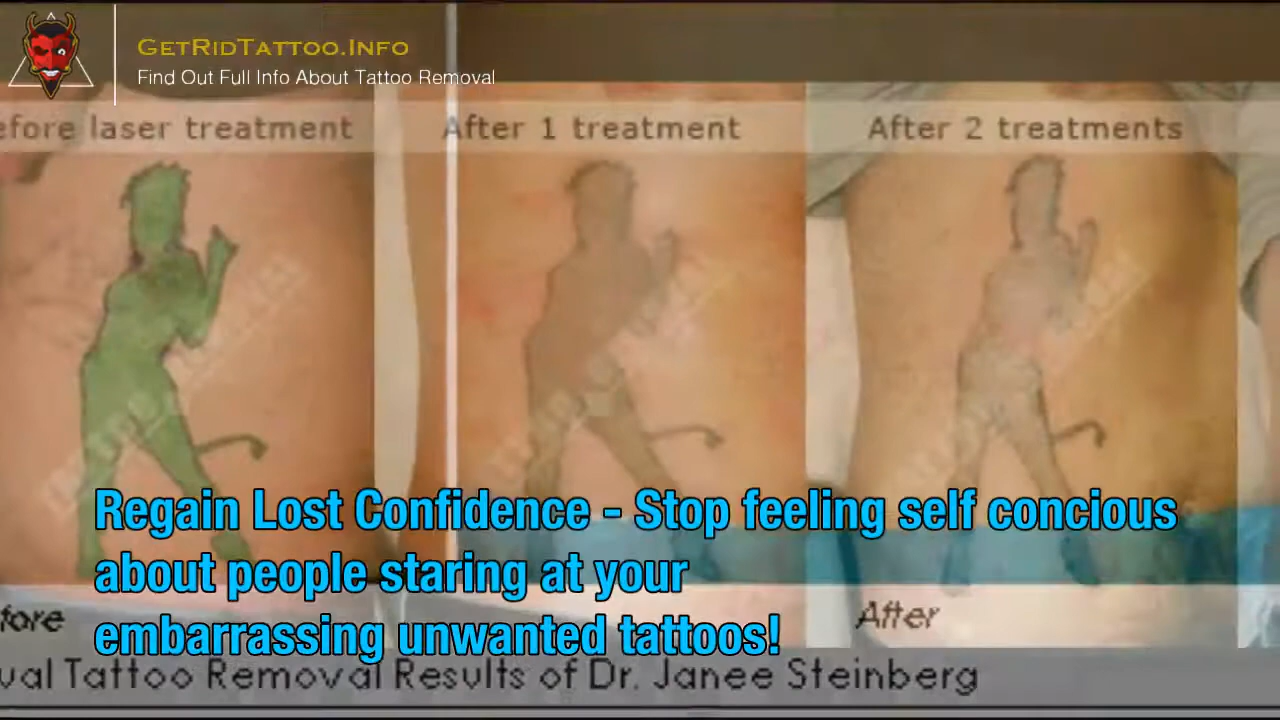 GetRidTattoo.Info
Find Out Full Info About Tattoo Removal
efore laser treatment
After 1 treatment
After 2 treatments
Regain Lost Confidence - Stop feeling self concious
about people staring at your
embarrassing unwanted tattoos!
fore
After
ual Tattoo Removal Results of Dr. Janee Steinberg